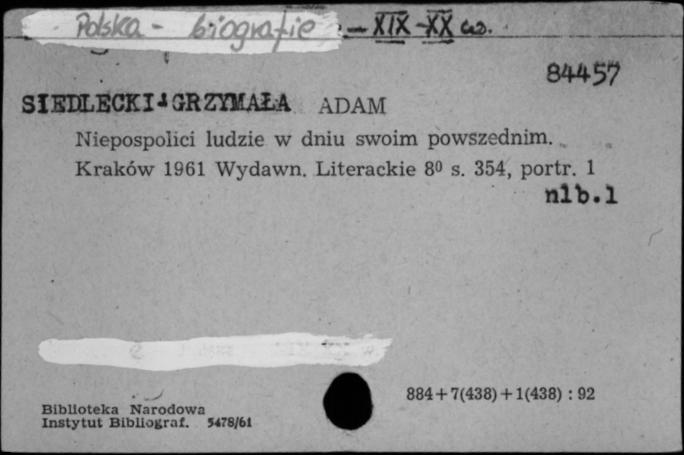 Polska - biografie - XIX-XX w.
84457
SIEDLECKI-GRZYMAŁA ADAM
Niepospolici ludzie w dniu swoim powszednim.
Kraków 1961 Wydawn. Literackie 8⁰ s. 354, portr. 1
nlb.1
884+7(438)+1(438) : 92
Biblioteka Narodowa
Instytut Bibliograf. 5478/61